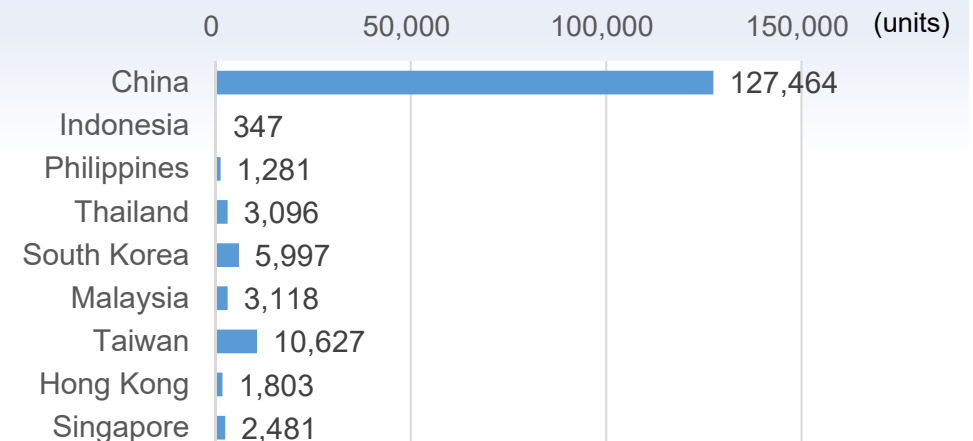 0 50,000 100,000 150,000 (units)
China 127,464
Indonesia 347
Philippines 1,281
Thailand 3,096
South Korea 5,997
Malaysia 3,118
Taiwan 10,627
Hong Kong 1,803
Singapore 2,481